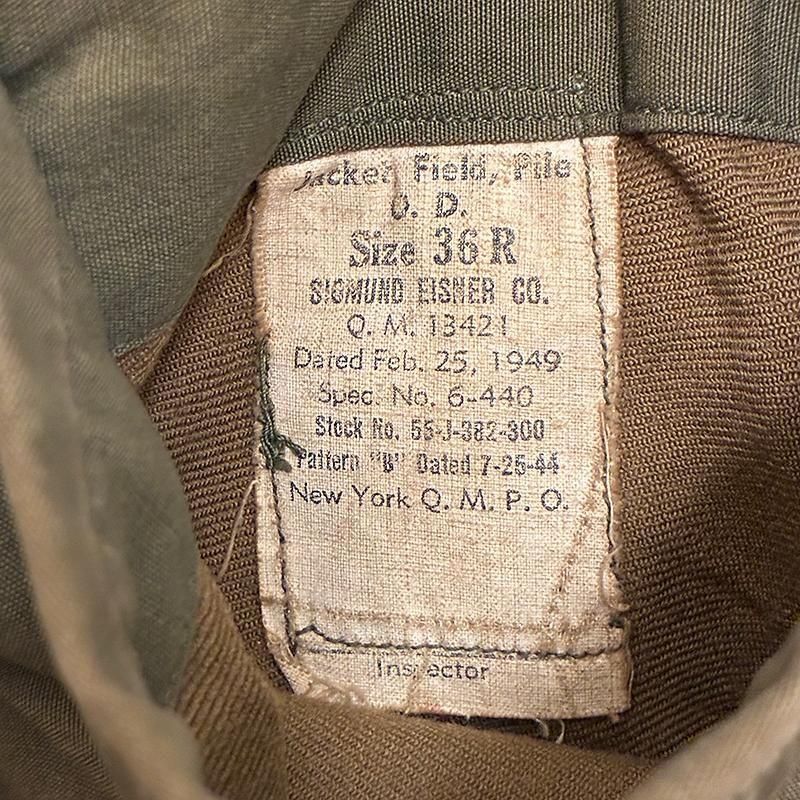 Jacket, Field, Pile
O. D.
Size 36 R
SIGMUND EISNER CO.
Q. M. 13421
Dated Feb. 25, 1949
Spec. No. 6-440
Stock No. 55-J-382-300
Pattern "B" Dated 7-25-44
New York Q. M. P. O.
Inspector